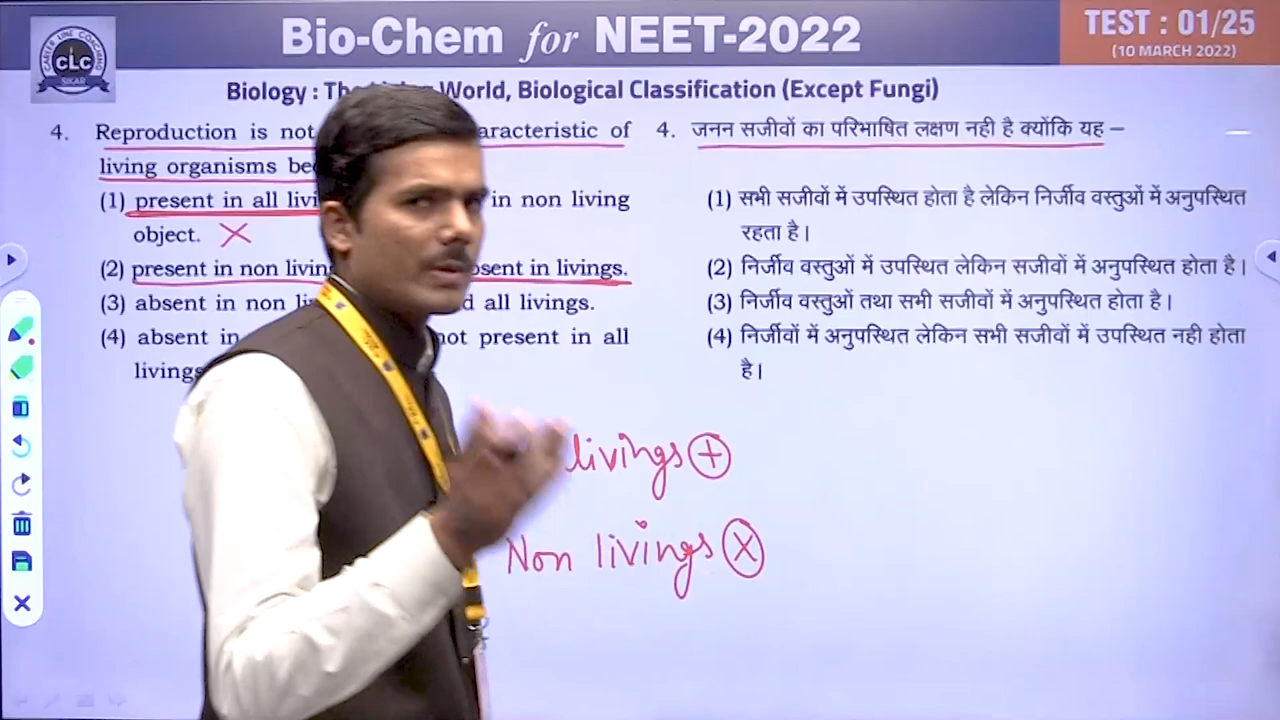 CAREER LINE COACHING
CLC
SIKAR
Bio-Chem for NEET-2022
TEST : 01/25
(10 MARCH 2022)
Biology : The World, Biological Classification (Except Fungi)
4. Reproduction is not aracteristic of
living organisms be
(1) present in all livi in non living
object.
(2) present in non livin bsent in livings.
(3) absent in non li d all livings.
(4) absent in not present in all
livings
4. जनन सजीवों का परिभाषित लक्षण नही है क्योंकि यह –
(1) सभी सजीवों में उपस्थित होता है लेकिन निर्जीव वस्तुओं में अनुपस्थित
रहता है।
(2) निर्जीव वस्तुओं में उपस्थित लेकिन सजीवों में अनुपस्थित होता है।
(3) निर्जीव वस्तुओं तथा सभी सजीवों में अनुपस्थित होता है।
(4) निर्जीवों में अनुपस्थित लेकिन सभी सजीवों में उपस्थित नही होता
है।
livings +
Non livings X